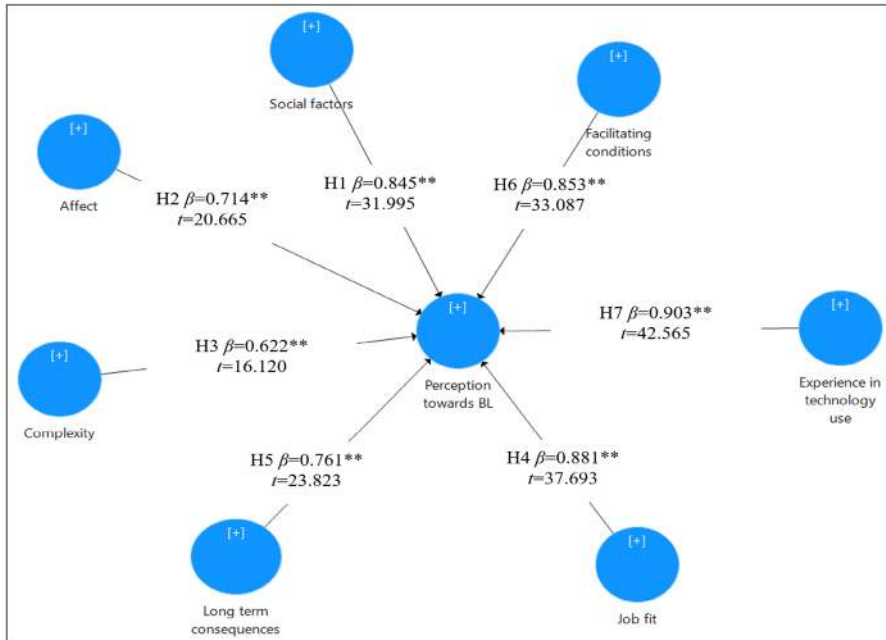 [+]
Social factors
[+]
Facilitating
conditions
[+]
Affect
H2 β=0.714**
t=20.665
H1 β=0.845**
t=31.995
H6 β=0.853**
t=33.087
[+]
Perception
towards BL
H7 β=0.903**
t=42.565
[+]
Experience in
technology
use
H3 β=0.622**
t=16.120
[+]
Complexity
H5 β=0.761**
t=23.823
H4 β=0.881**
t=37.693
[+]
Long term
consequences
[+]
Job fit